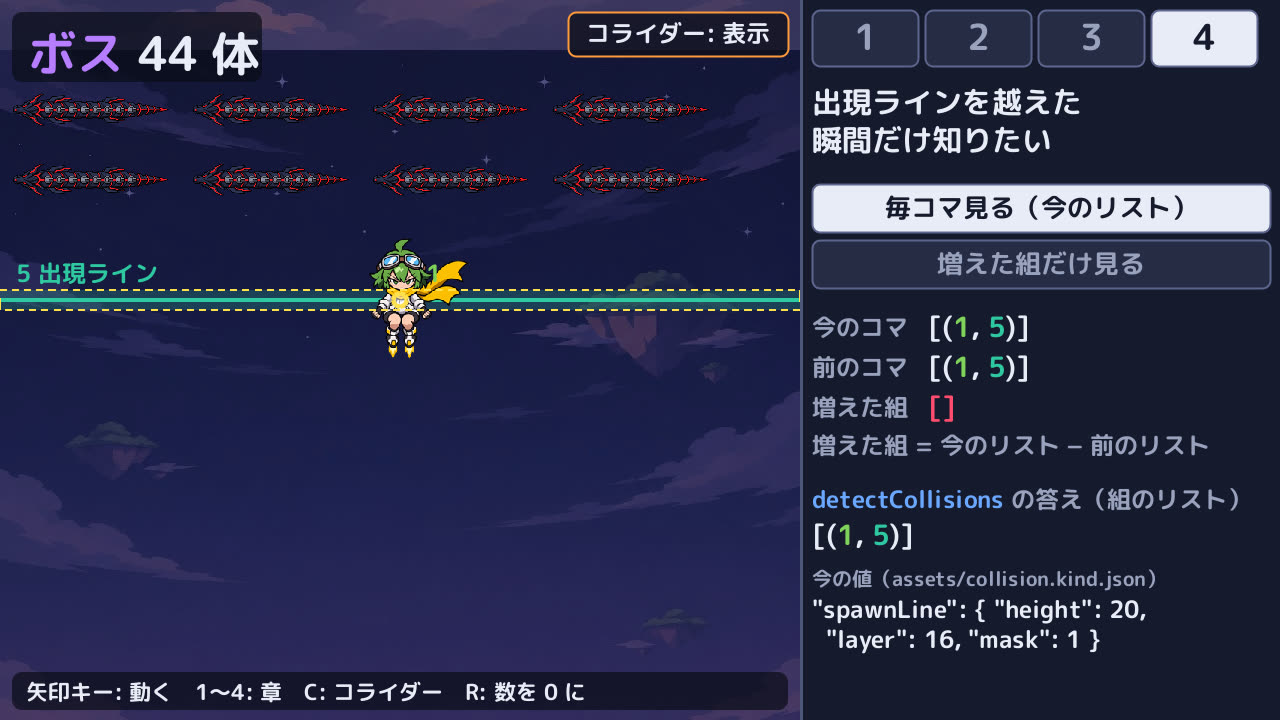 ボス 44 体
コライダー: 表示
5 出現ライン
1
矢印キー: 動く 1〜4: 章 C: コライダー R: 数を 0 に
1 2 3 4
出現ラインを越えた
瞬間だけ知りたい
毎コマ見る（今のリスト）
増えた組だけ見る
今のコマ [(1, 5)]
前のコマ [(1, 5)]
増えた組 []
増えた組 = 今のリスト − 前のリスト
detectCollisions の答え（組のリスト）
[(1, 5)]
今の値（assets/collision.kind.json）
"spawnLine": { "height": 20,
"layer": 16, "mask": 1 }